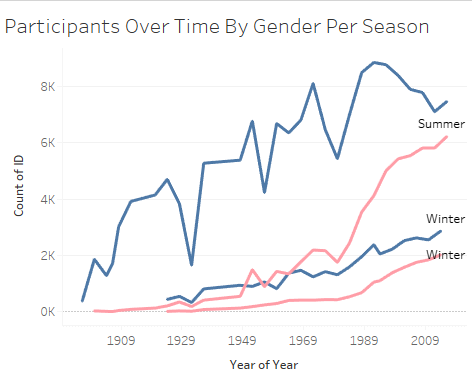 Participants Over Time By Gender Per Season
8K
6K
4K
2K
0K
Count of ID
Summer
Winter
Winter
1909 1929 1949 1969 1989 2009
Year of Year